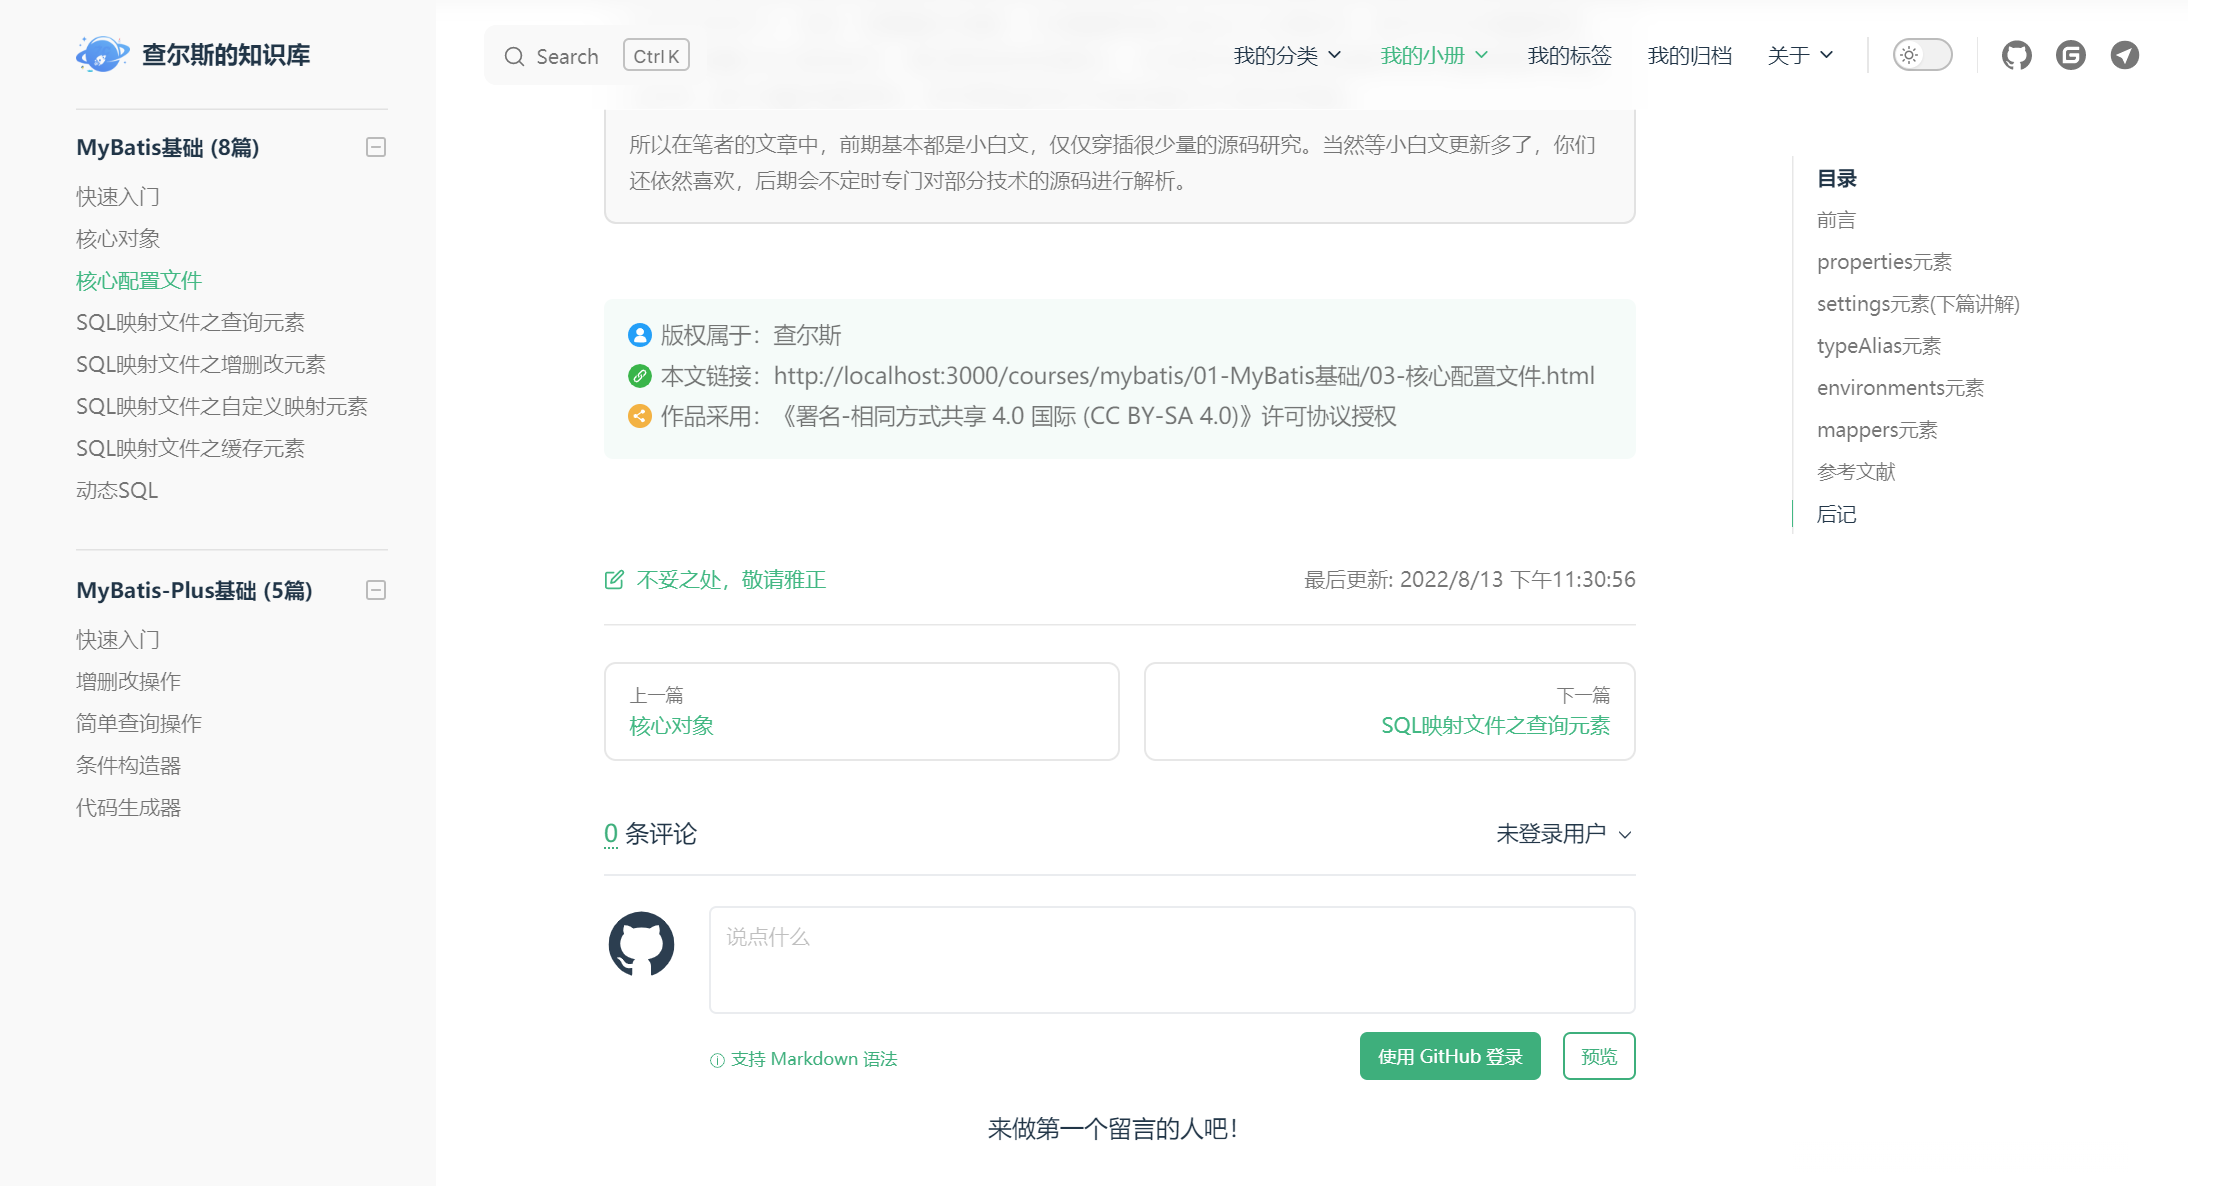 查尔斯的知识库
Search
Ctrl K
我的分类
我的小册
我的标签
我的归档
关于
MyBatis基础 (8篇)
快速入门
核心对象
核心配置文件
SQL映射文件之查询元素
SQL映射文件之增删改元素
SQL映射文件之自定义映射元素
SQL映射文件之缓存元素
动态SQL
MyBatis-Plus基础 (5篇)
快速入门
增删改操作
简单查询操作
条件构造器
代码生成器
所以在笔者的文章中，前期基本都是小白文，仅仅穿插很少量的源码研究。当然等小白文更新多了，你们
还依然喜欢，后期会不定时专门对部分技术的源码进行解析。
版权属于：查尔斯
本文链接：http://localhost:3000/courses/mybatis/01-MyBatis基础/03-核心配置文件.html
作品采用：《署名-相同方式共享 4.0 国际 (CC BY-SA 4.0)》许可协议授权
不妥之处，敬请雅正
最后更新: 2022/8/13 下午11:30:56
上一篇
核心对象
下一篇
SQL映射文件之查询元素
0 条评论
未登录用户
说点什么
支持 Markdown 语法
使用 GitHub 登录
预览
来做第一个留言的人吧！
目录
前言
properties元素
settings元素(下篇讲解)
typeAlias元素
environments元素
mappers元素
参考文献
后记